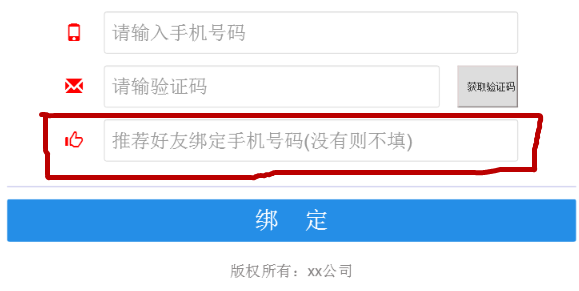 请输入手机号码
请输验证码
获取验证码
推荐好友绑定手机号码(没有则不填)
绑 定
版权所有：xx公司